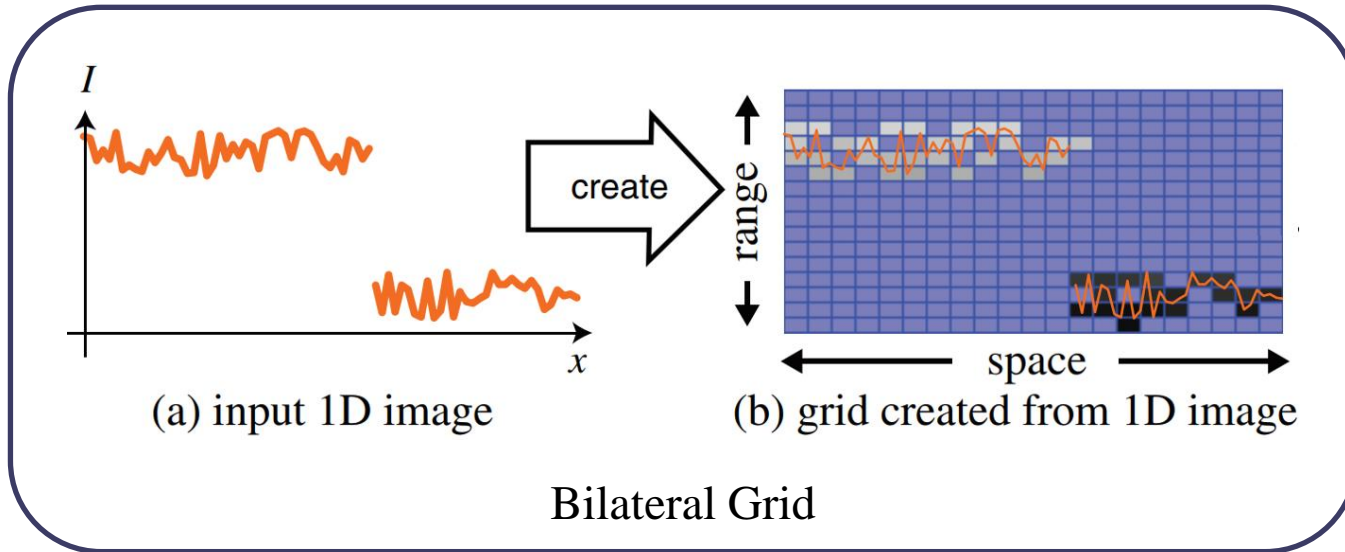 I
x
(a) input 1D image
create
range
space
(b) grid created from 1D image
Bilateral Grid